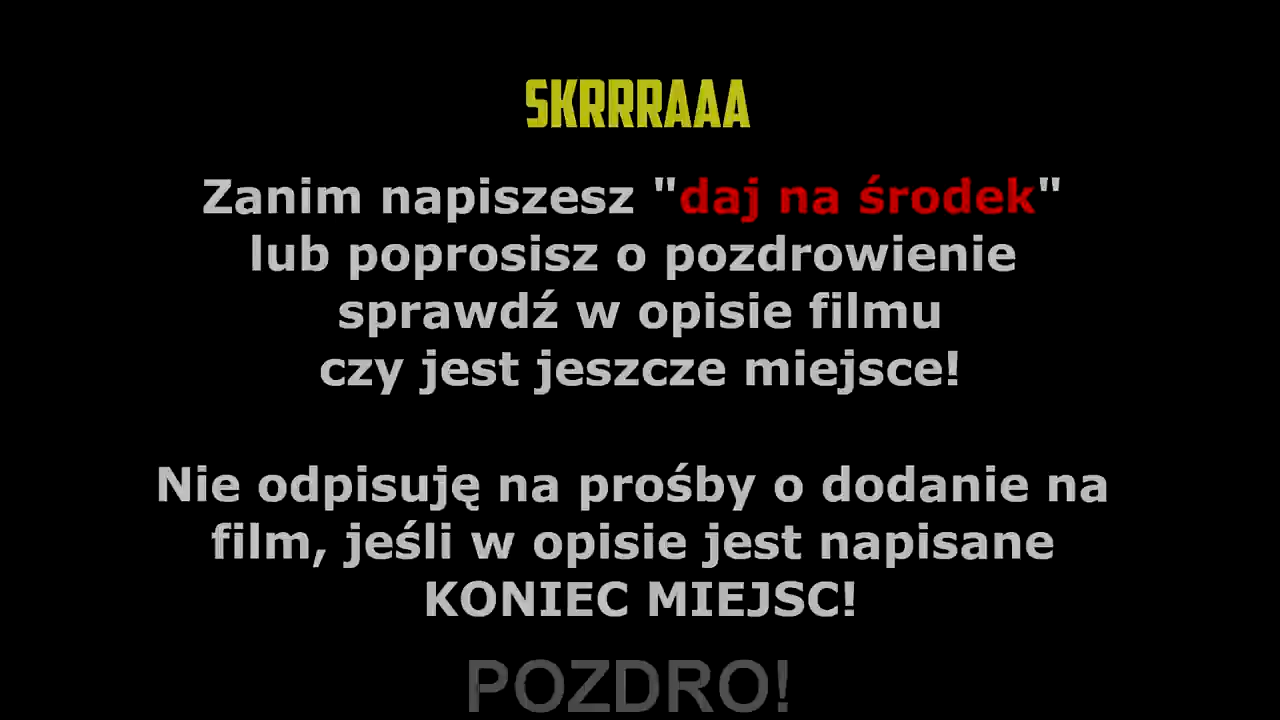 SKRRRAAA
Zanim napiszesz "daj na środek"
lub poprosisz o pozdrowienie
sprawdź w opisie filmu
czy jest jeszcze miejsce!
Nie odpisuję na prośby o dodanie na
film, jeśli w opisie jest napisane
KONIEC MIEJSC!
POZDRO!